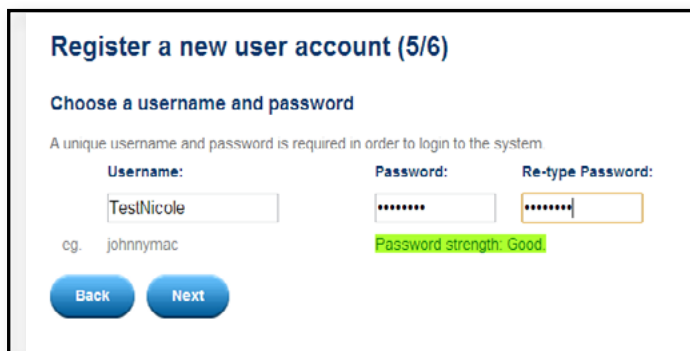 Register a new user account (5/6)
Choose a username and password
A unique username and password is required in order to login to the system.
Username: Password: Re-type Password:
TestNicole •••••••• ••••••••
eg. johnnymac Password strength: Good.
Back Next